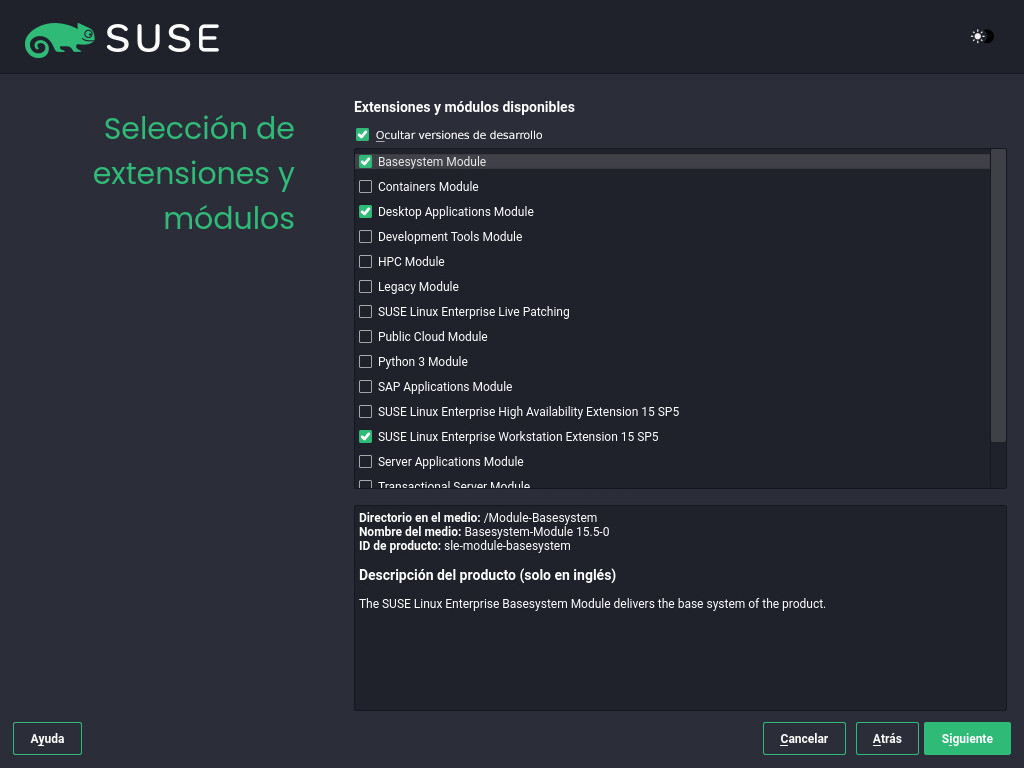 SUSE
Selección de
extensiones y
módulos
Extensiones y módulos disponibles
Ocultar versiones de desarrollo
Basesystem Module
Containers Module
Desktop Applications Module
Development Tools Module
HPC Module
Legacy Module
SUSE Linux Enterprise Live Patching
Public Cloud Module
Python 3 Module
SAP Applications Module
SUSE Linux Enterprise High Availability Extension 15 SP5
SUSE Linux Enterprise Workstation Extension 15 SP5
Server Applications Module
Transactional Server Module
Directorio en el medio: /Module-Basesystem
Nombre del medio: Basesystem-Module 15.5-0
ID de producto: sle-module-basesystem
Descripción del producto (solo en inglés)
The SUSE Linux Enterprise Basesystem Module delivers the base system of the product.
Ayuda
Cancelar
Atrás
Siguiente